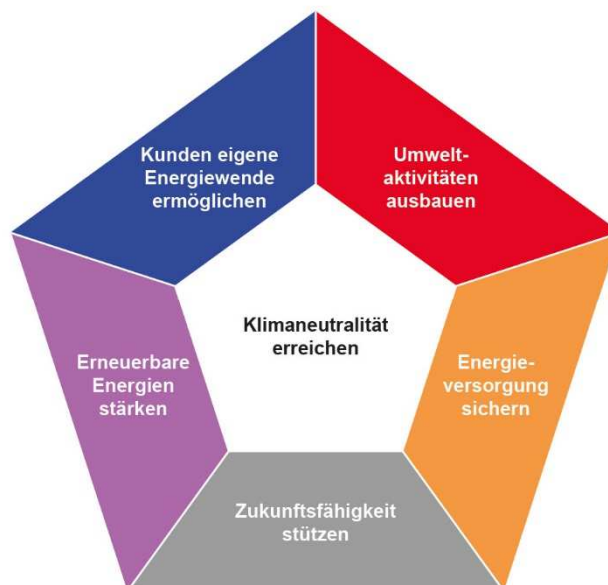 Kunden eigene
Energiewende
ermöglichen
Umwelt-
aktivitäten
ausbauen
Klimaneutralität
erreichen
Erneuerbare
Energien
stärken
Energie-
versorgung
sichern
Zukunftsfähigkeit
stützen